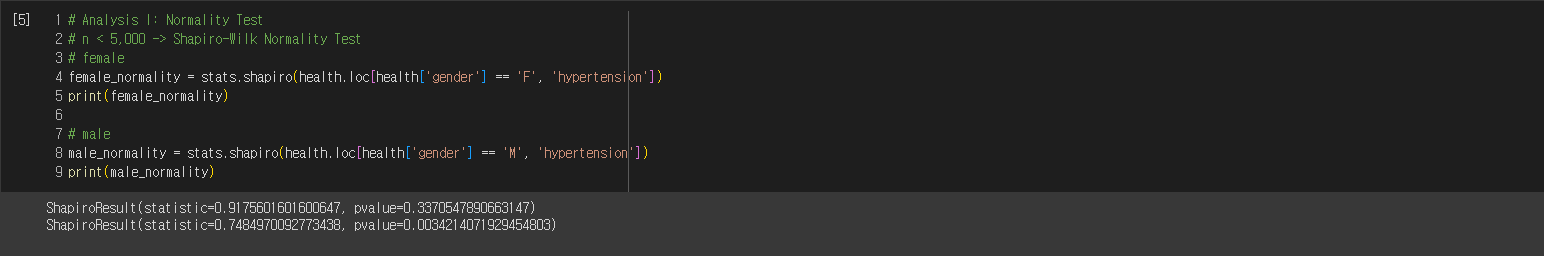 [5]
1 # Analysis I: Normality Test
2 # n < 5,000 -> Shapiro-Wilk Normality Test
3 # female
4 female_normality = stats.shapiro(health.loc[health['gender'] == 'F', 'hypertension'])
5 print(female_normality)
6
7 # male
8 male_normality = stats.shapiro(health.loc[health['gender'] == 'M', 'hypertension'])
9 print(male_normality)
ShapiroResult(statistic=0.9175601601600647, pvalue=0.3370547890663147)
ShapiroResult(statistic=0.7484970092773438, pvalue=0.0034214071929454803)